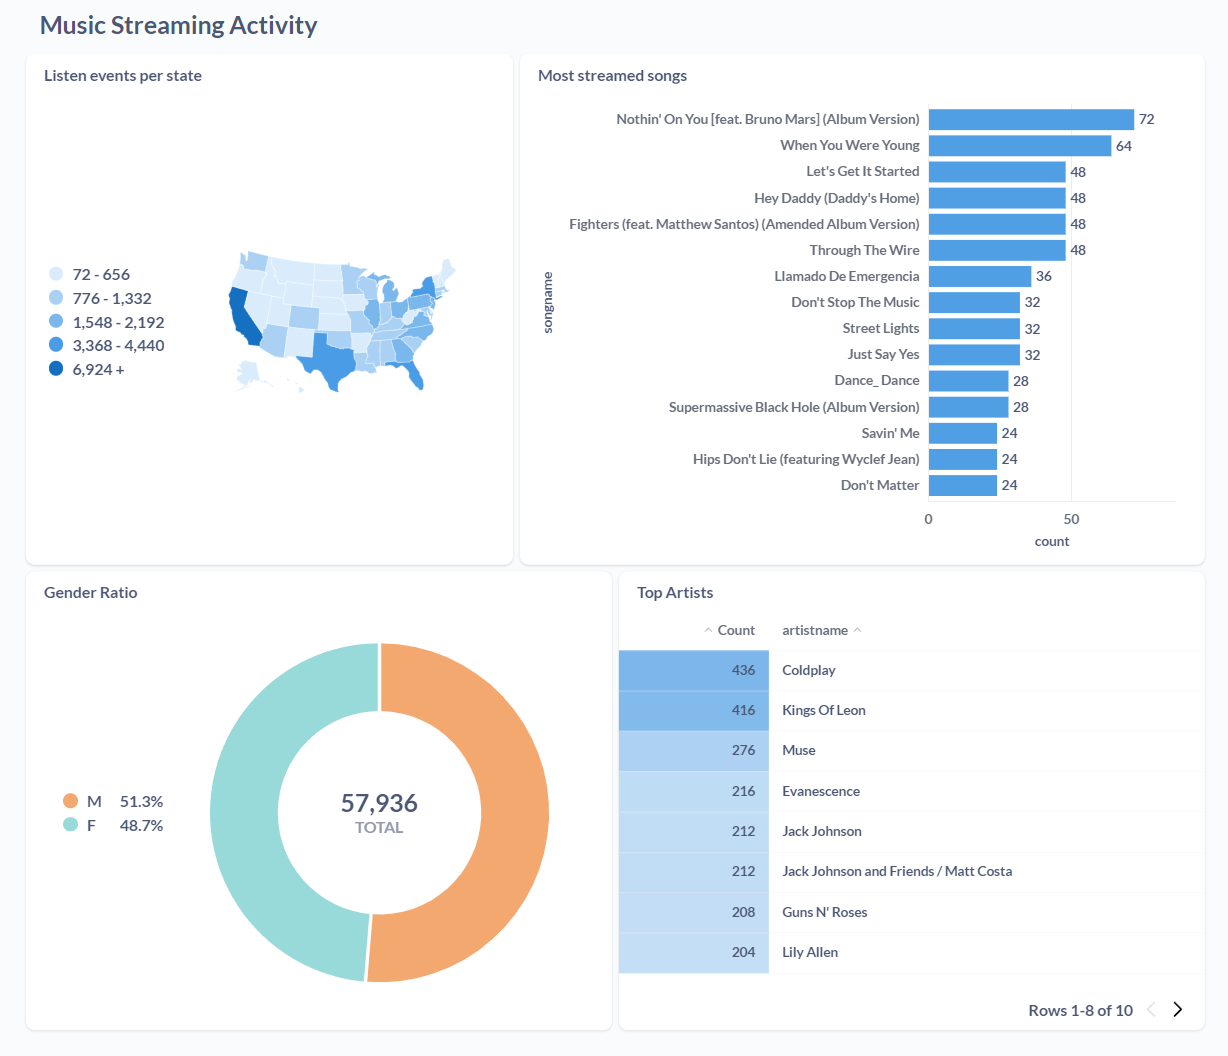 Music Streaming Activity
Listen events per state
72 - 656
776 - 1,332
1,548 - 2,192
3,368 - 4,440
6,924 +
Most streamed songs
songname
Nothin' On You [feat. Bruno Mars] (Album Version) 72
When You Were Young 64
Let's Get It Started 48
Hey Daddy (Daddy's Home) 48
Fighters (feat. Matthew Santos) (Amended Album Version) 48
Through The Wire 48
Llamado De Emergencia 36
Don't Stop The Music 32
Street Lights 32
Just Say Yes 32
Dance_ Dance 28
Supermassive Black Hole (Album Version) 28
Savin' Me 24
Hips Don't Lie (featuring Wyclef Jean) 24
Don't Matter 24
0 50
count
Gender Ratio
M 51.3%
F 48.7%
57,936
TOTAL
Top Artists
Count artistname
436 Coldplay
416 Kings Of Leon
276 Muse
216 Evanescence
212 Jack Johnson
212 Jack Johnson and Friends / Matt Costa
208 Guns N' Roses
204 Lily Allen
Rows 1-8 of 10